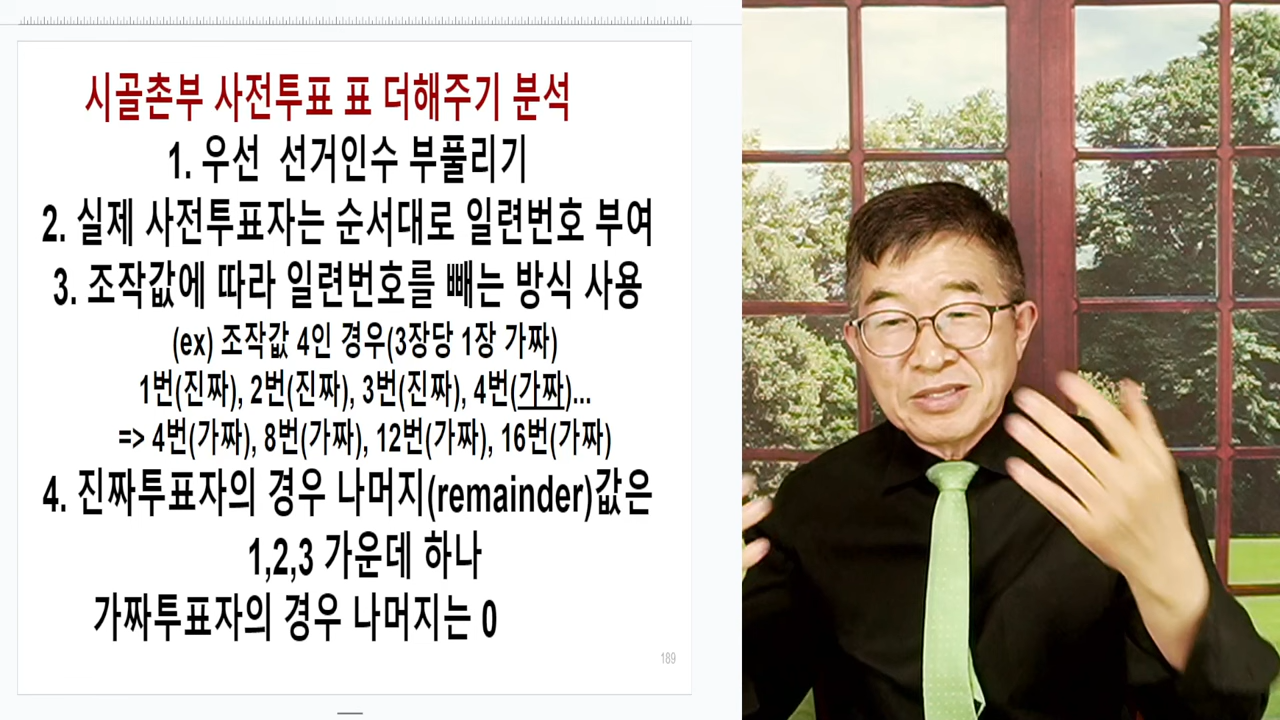 시골촌부 사전투표 표 더해주기 분석
1. 우선 선거인수 부풀리기
2. 실제 사전투표자는 순서대로 일련번호 부여
3. 조작값에 따라 일련번호를 빼는 방식 사용
(ex) 조작값 4인 경우(3장당 1장 가짜)
1번(진짜), 2번(진짜), 3번(진짜), 4번(가짜)...
=> 4번(가짜), 8번(가짜), 12번(가짜), 16번(가짜)
4. 진짜투표자의 경우 나머지(remainder)값은
1,2,3 가운데 하나
가짜투표자의 경우 나머지는 0
189